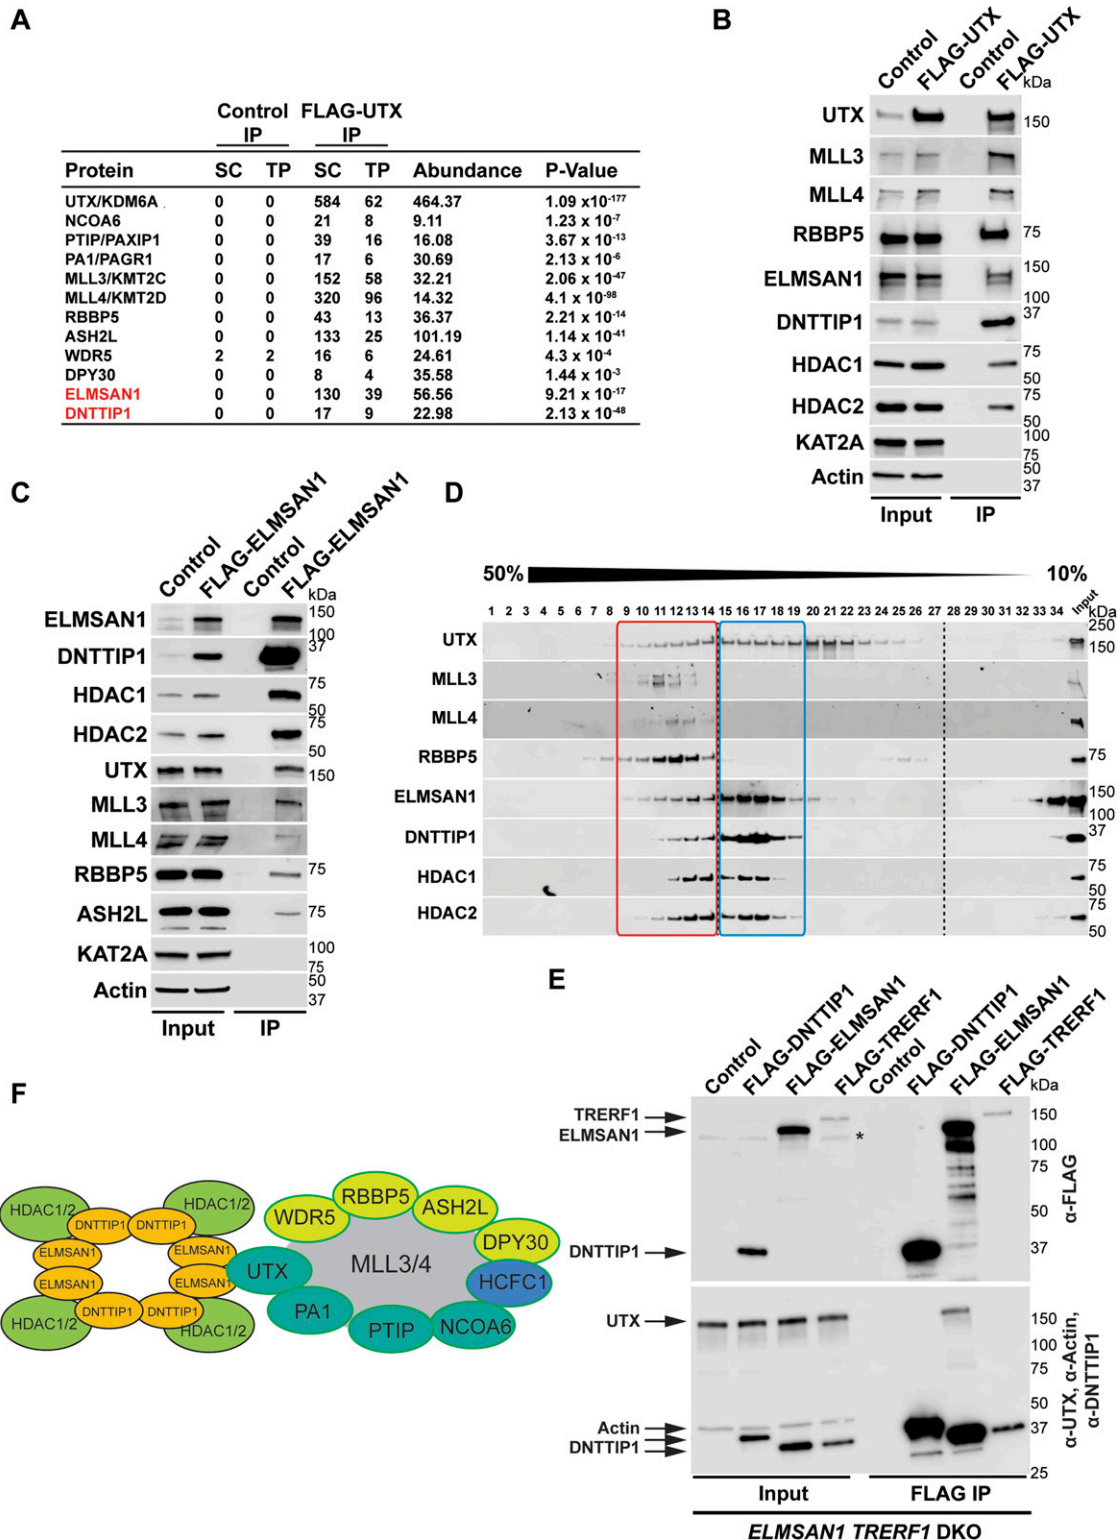 A
Control FLAG-UTX
IP IP
Protein SC TP SC TP Abundance P-Value
UTX/KDM6A 0 0 584 62 464.37 1.09 x10-177
NCOA6 0 0 21 8 9.11 1.23 x 10-7
PTIP/PAXIP1 0 0 39 16 16.08 3.67 x10-13
PA1/PAGR1 0 0 17 6 30.69 2.13 x 10-6
MLL3/KMT2C 0 0 152 58 32.21 2.06 x 10-47
MLL4/KMT2D 0 0 320 96 14.32 4.1 x 10-98
RBBP5 0 0 43 13 36.37 2.21 x 10-14
ASH2L 0 0 133 25 101.19 1.14 x 10-41
WDR5 2 2 16 6 24.61 4.3 x 10-4
DPY30 0 0 8 4 35.58 1.44 x 10-3
ELMSAN1 0 0 130 39 56.56 9.21 x 10-17
DNTTIP1 0 0 17 9 22.98 2.13 x 10-48
B
Control FLAG-UTX Control FLAG-UTX
kDa
UTX 150
MLL3
MLL4
RBBP5 75
ELMSAN1 150
100
DNTTIP1 37
HDAC1 75
50
HDAC2 75
50
KAT2A 100
75
Actin 50
37
Input IP
C
Control FLAG-ELMSAN1 Control FLAG-ELMSAN1
kDa
ELMSAN1 150
100
DNTTIP1 37
HDAC1 75
50
HDAC2 75
50
UTX 150
MLL3
MLL4
RBBP5 75
ASH2L 75
KAT2A 100
75
Actin 50
37
Input IP
D
50% 10%
1 2 3 4 5 6 7 8 9 10 11 12 13 14 15 16 17 18 19 20 21 22 23 24 25 26 27 28 29 30 31 32 33 34 Input kDa
UTX 250
150
MLL3
MLL4
RBBP5 75
ELMSAN1 150
100
DNTTIP1 37
HDAC1 75
50
HDAC2 75
50
E
Control FLAG-DNTTIP1 FLAG-ELMSAN1 FLAG-TRERF1 Control FLAG-DNTTIP1 FLAG-ELMSAN1 FLAG-TRERF1
kDa
TRERF1 150
ELMSAN1 *
100
75
50
DNTTIP1 37
α-FLAG
UTX 150
100
75
50
Actin 37
DNTTIP1
25
α-UTX, α-Actin,
α-DNTTIP1
Input FLAG IP
ELMSAN1 TRERF1 DKO
F
HDAC1/2 HDAC1/2
DNTTIP1 DNTTIP1
ELMSAN1 ELMSAN1
ELMSAN1 ELMSAN1
DNTTIP1 DNTTIP1
HDAC1/2 HDAC1/2
WDR5 RBBP5 ASH2L
DPY30
UTX MLL3/4 HCFC1
PA1 PTIP NCOA6